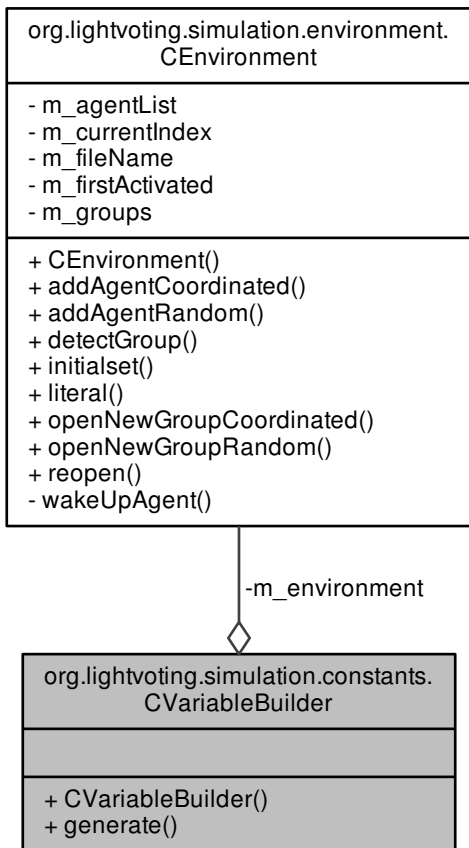 org.lightvoting.simulation.environment.
CEnvironment
- m_agentList
- m_currentIndex
- m_fileName
- m_firstActivated
- m_groups
+ CEnvironment()
+ addAgentCoordinated()
+ addAgentRandom()
+ detectGroup()
+ initialset()
+ literal()
+ openNewGroupCoordinated()
+ openNewGroupRandom()
+ reopen()
- wakeUpAgent()
-m_environment
org.lightvoting.simulation.constants.
CVariableBuilder
+ CVariableBuilder()
+ generate()